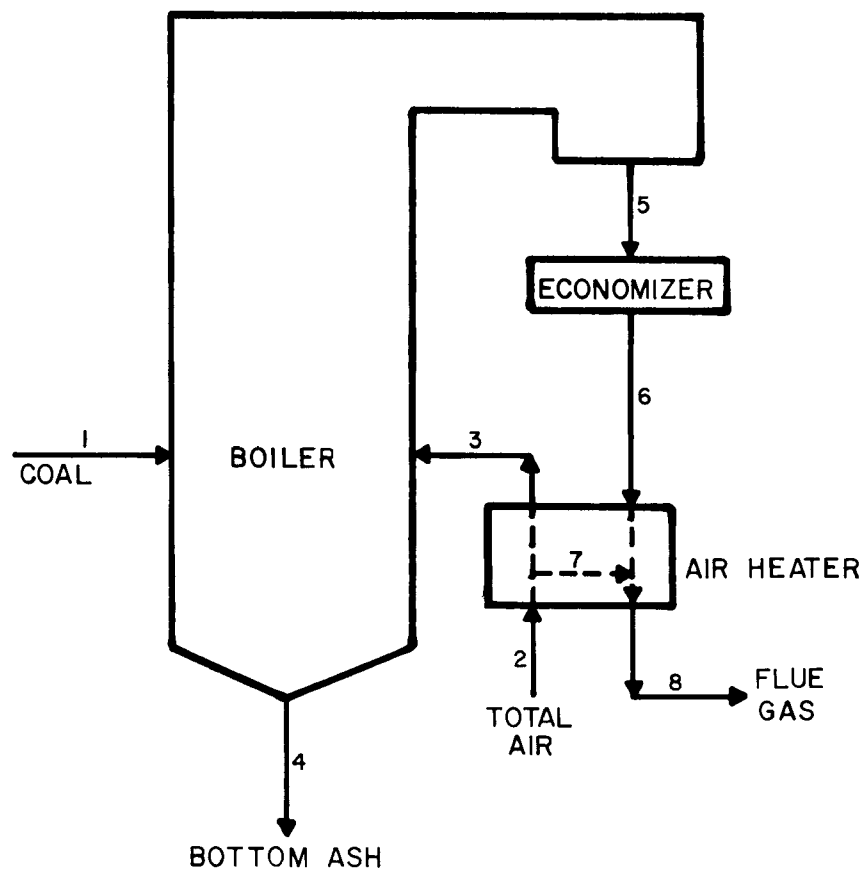 5
ECONOMIZER
6
1
COAL
BOILER
3
7
AIR HEATER
2
TOTAL
AIR
8
FLUE
GAS
4
BOTTOM ASH